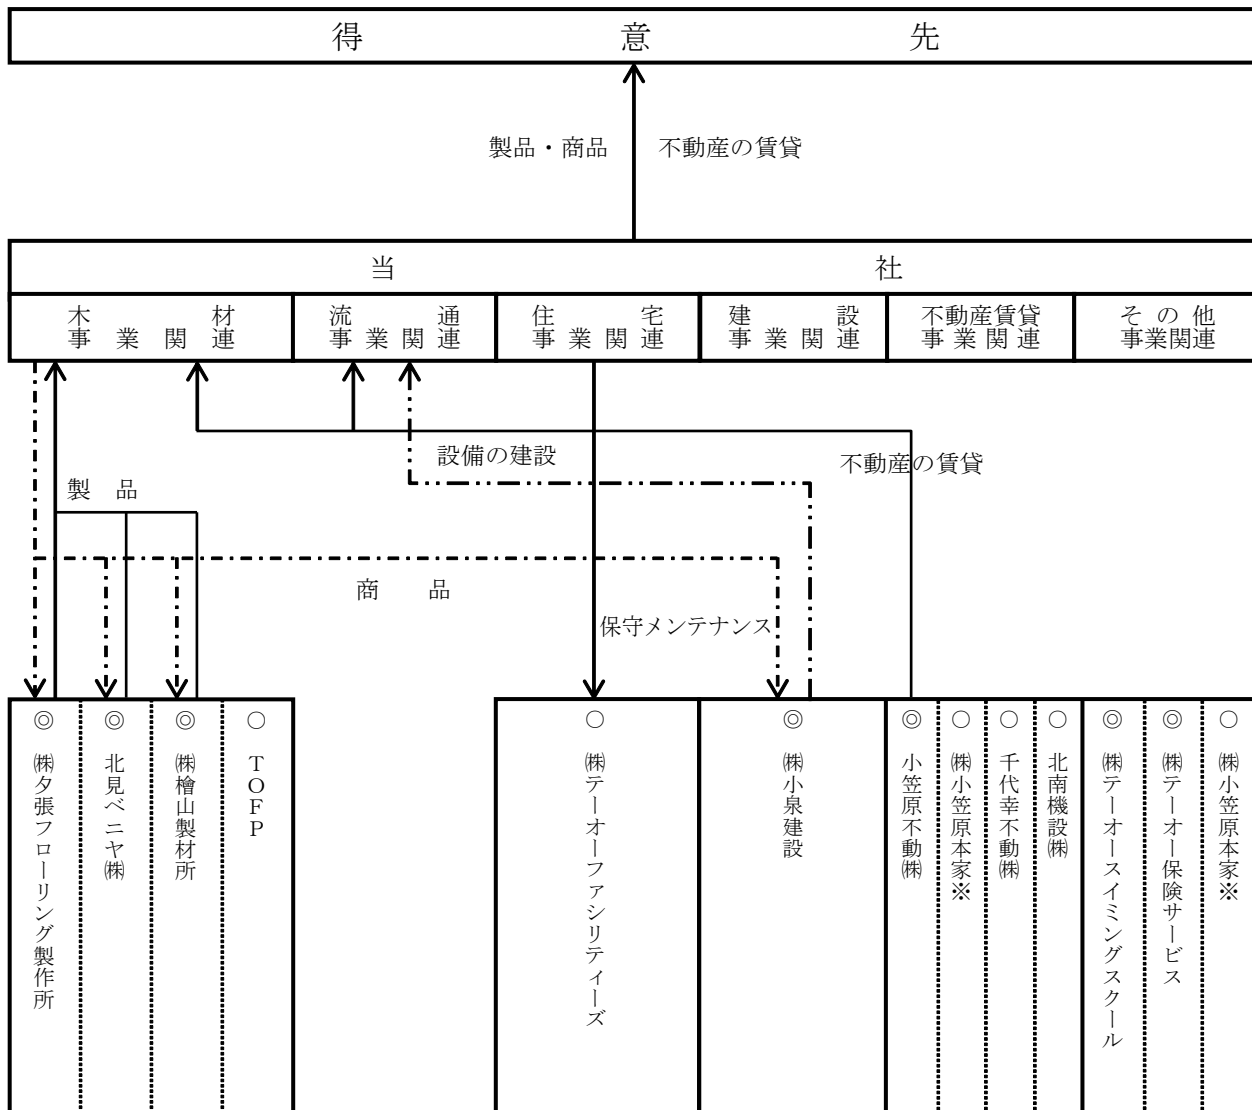 得意先
製品・商品
不動産の賃貸
当社
木材
事業関連
流通
事業関連
住宅
事業関連
建設
事業関連
不動産賃貸
事業関連
その他
事業関連
設備の建設
不動産の賃貸
製品
商品
保守メンテナンス
◎ ㈱夕張フローリング製作所
◎ 北見ベニヤ㈱
◎ ㈱檜山製材所
○ TOFP
○ ㈱テーオーファシリティーズ
◎ ㈱小泉建設
◎ 小笠原不動㈱
○ ㈱小笠原本家※
○ 千代幸不動㈱
○ 北南機設㈱
◎ ㈱テーオースイミングスクール
◎ ㈱テーオー保険サービス
○ ㈱小笠原本家※